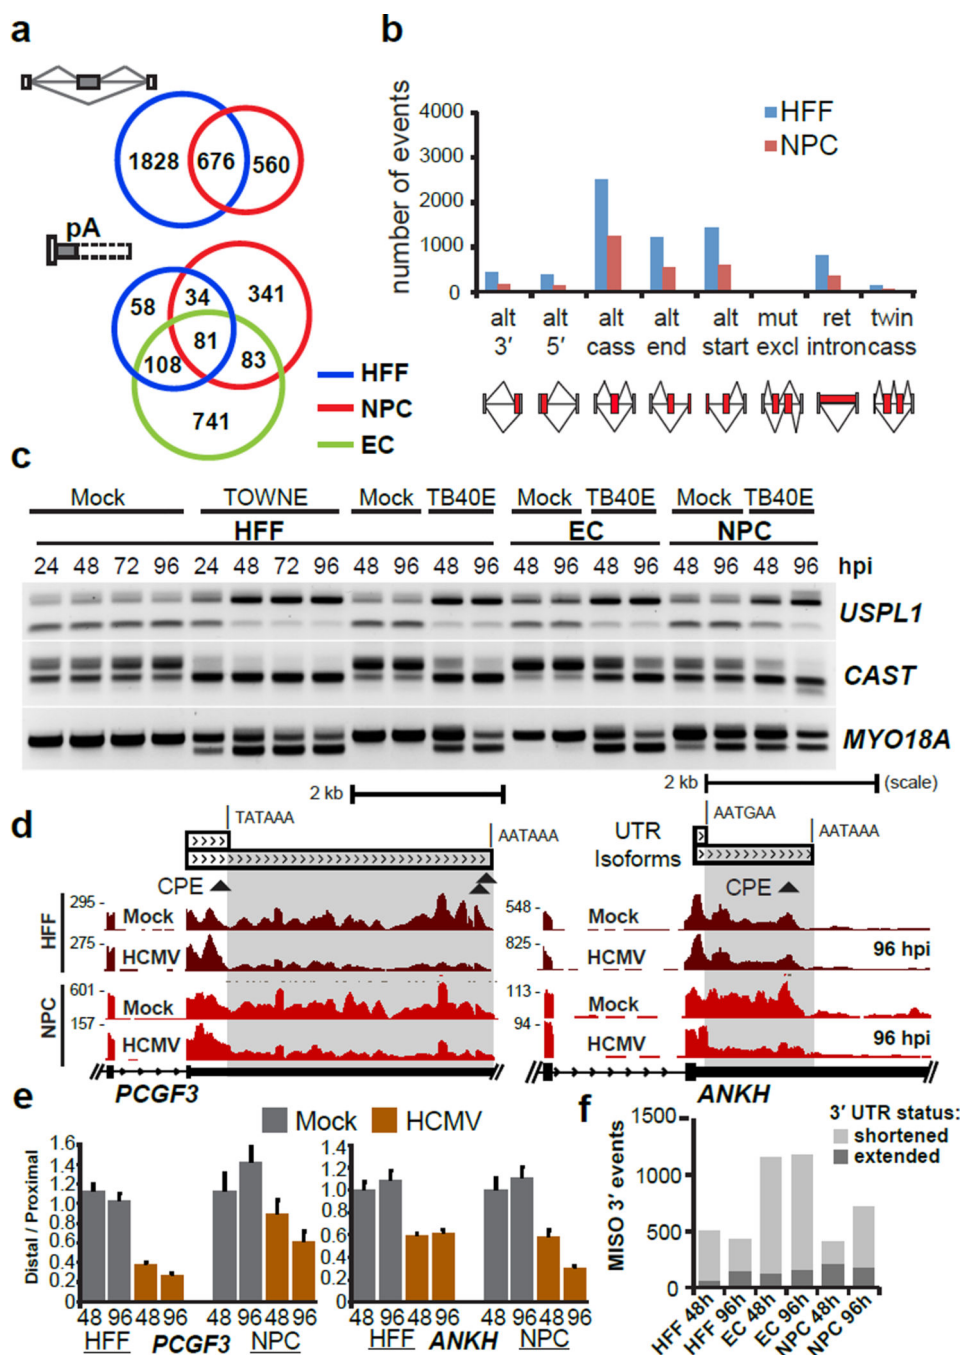 a
1828 676 560
pA
58 34 341
81
108 83
741
HFF
NPC
EC
b
number of events
4000
3000
2000
1000
0
HFF
NPC
alt 3′
alt 5′
alt cass
alt end
alt start
mut excl
ret intron
twin cass
c
Mock TOWNE Mock TB40E Mock TB40E Mock TB40E
HFF EC NPC
24 48 72 96 24 48 72 96 48 96 48 96 48 96 48 96 48 96 48 96 hpi
USPL1
CAST
MYO18A
2 kb
2 kb (scale)
d
TATAAA
AATAAA
UTR Isoforms
AATGAA
AATAAA
CPE
CPE
HFF
295 - Mock
275 - HCMV
NPC
601 - Mock
157 - HCMV
548 - Mock
825 - HCMV 96 hpi
113 - Mock
94 - HCMV 96 hpi
PCGF3
ANKH
e
Mock HCMV
Distal / Proximal
1.6
1.4
1.2
1.0
0.8
0.6
0.4
0.2
0
48 96 48 96 48 96 48 96
HFF PCGF3 NPC
1.4
1.2
1.0
0.8
0.6
0.4
0.2
0
48 96 48 96 48 96 48 96
HFF ANKH NPC
f
3′ UTR status:
shortened
extended
MISO 3′ events
1500
1000
500
0
HFF 48h
HFF 96h
EC 48h
EC 96h
NPC 48h
NPC 96h